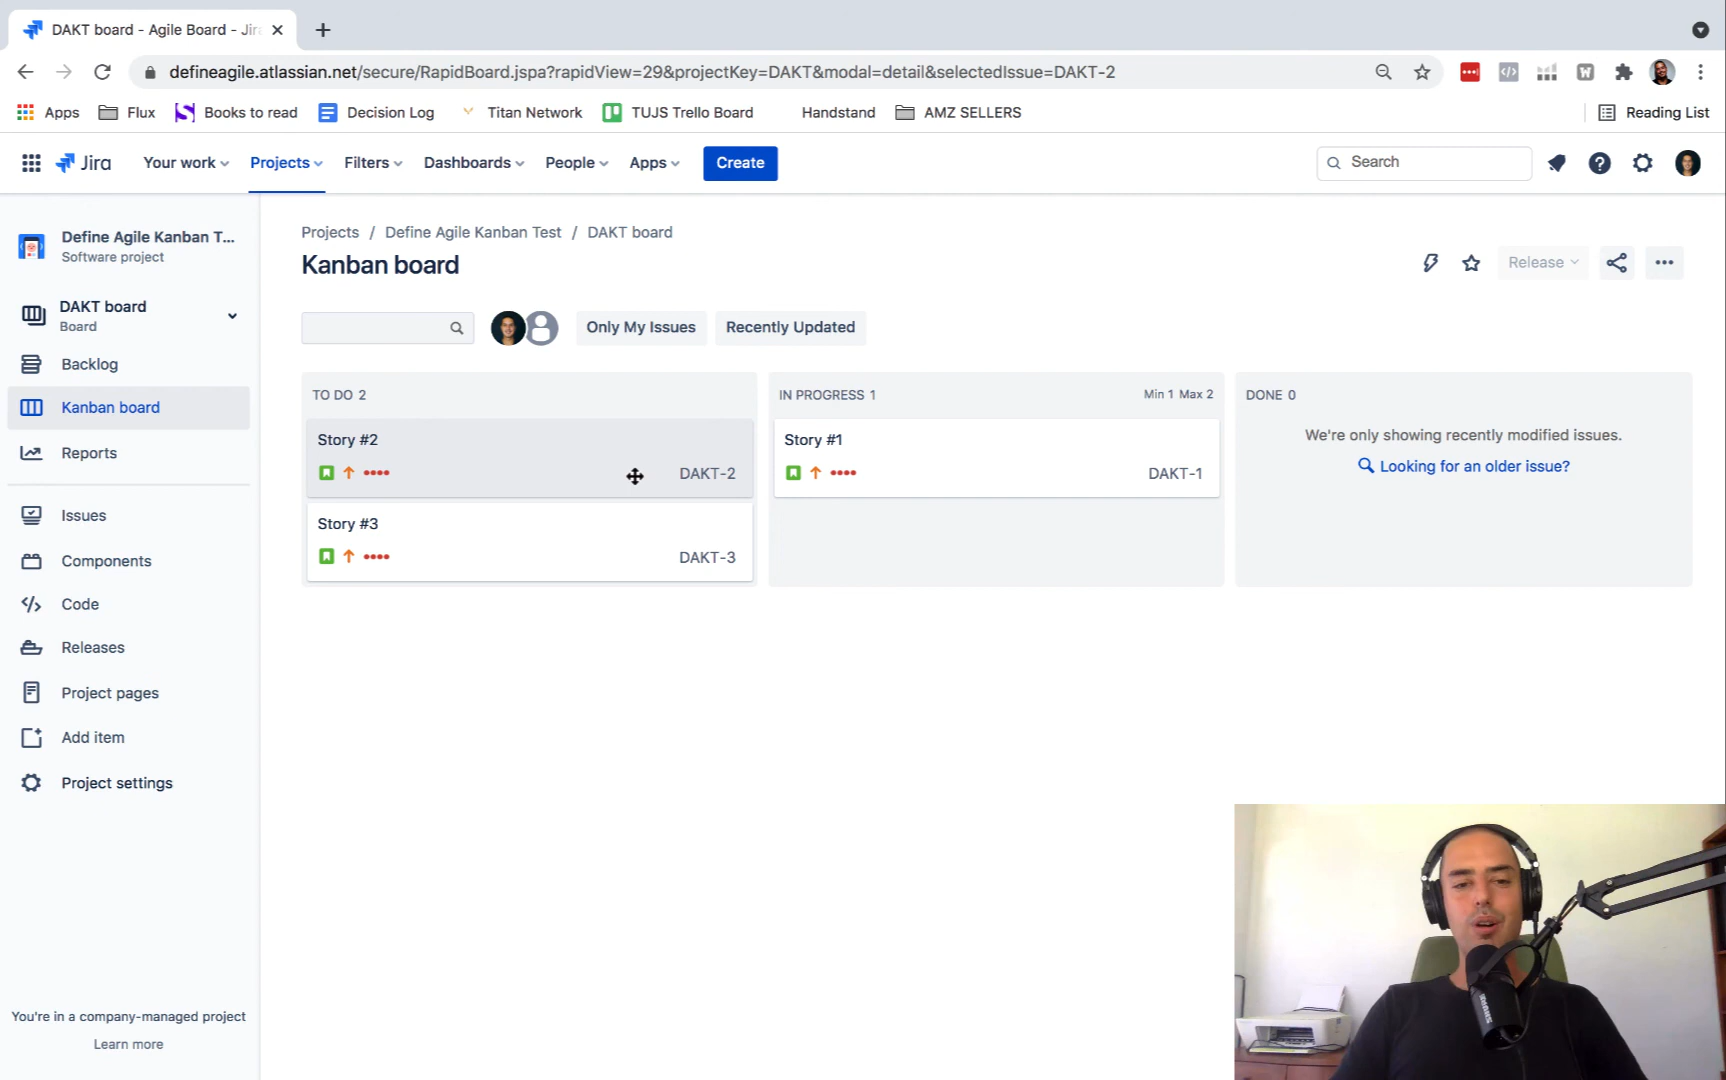 DAKT board - Agile Board - Jir
defineagile.atlassian.net/secure/RapidBoard.jspa?rapidView=29&projectKey=DAKT&modal=detail&selectedIssue=DAKT-2
Apps Flux Books to read Decision Log Titan Network TUJS Trello Board Handstand AMZ SELLERS Reading List
Jira Your work Projects Filters Dashboards People Apps Create Search
Define Agile Kanban T...
Software project
DAKT board
Board
Backlog
Kanban board
Reports
Issues
Components
Code
Releases
Project pages
Add item
Project settings
You're in a company-managed project
Learn more
Projects / Define Agile Kanban Test / DAKT board
Kanban board
Release
Only My Issues Recently Updated
TO DO 2
Story #2
DAKT-2
Story #3
DAKT-3
IN PROGRESS 1 Min 1 Max 2
Story #1
DAKT-1
DONE 0
We're only showing recently modified issues.
Looking for an older issue?